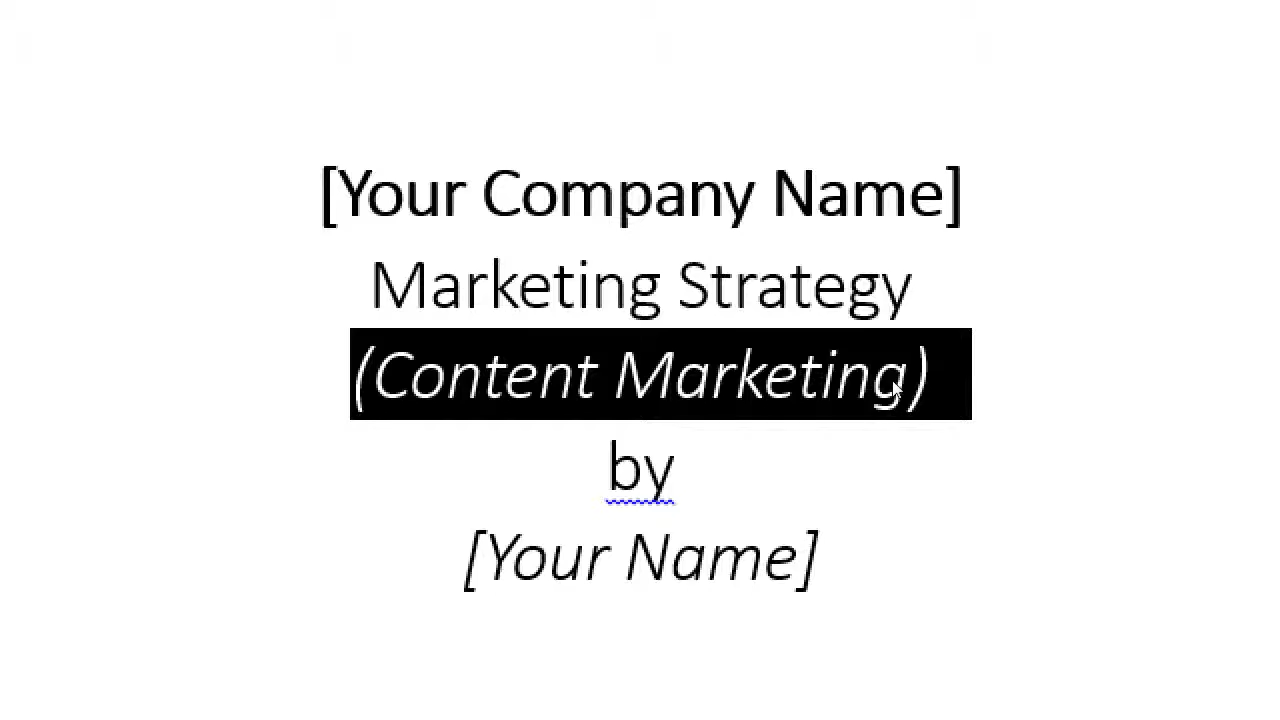 [Your Company Name]
Marketing Strategy
(Content Marketing)
by
[Your Name]